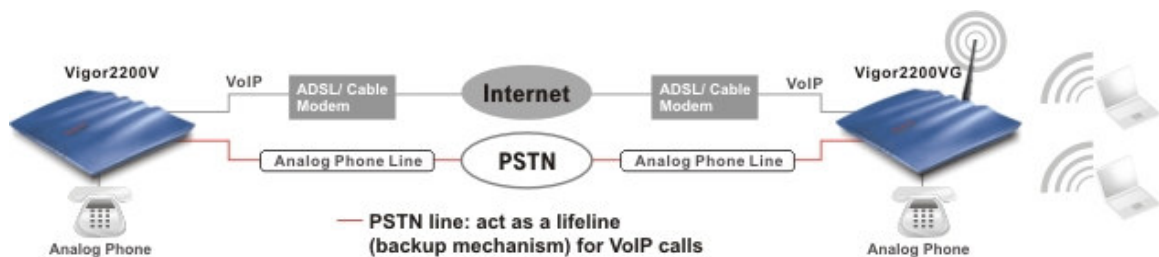 Vigor2200V
VoIP
ADSL/ Cable
Modem
Internet
ADSL/ Cable
Modem
VoIP
Vigor2200VG
Analog Phone Line
PSTN
Analog Phone Line
Analog Phone
PSTN line: act as a lifeline
(backup mechanism) for VoIP calls
Analog Phone